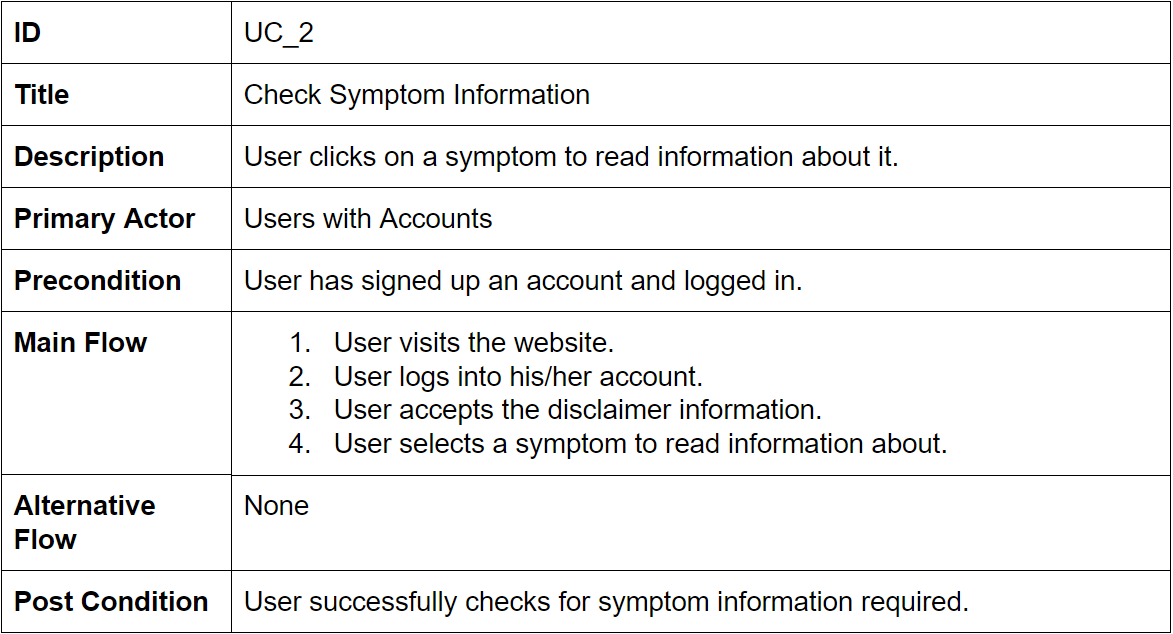 ID UC_2
Title Check Symptom Information
Description User clicks on a symptom to read information about it.
Primary Actor Users with Accounts
Precondition User has signed up an account and logged in.
Main Flow 1. User visits the website.
2. User logs into his/her account.
3. User accepts the disclaimer information.
4. User selects a symptom to read information about.
Alternative None
Flow
Post Condition User successfully checks for symptom information required.